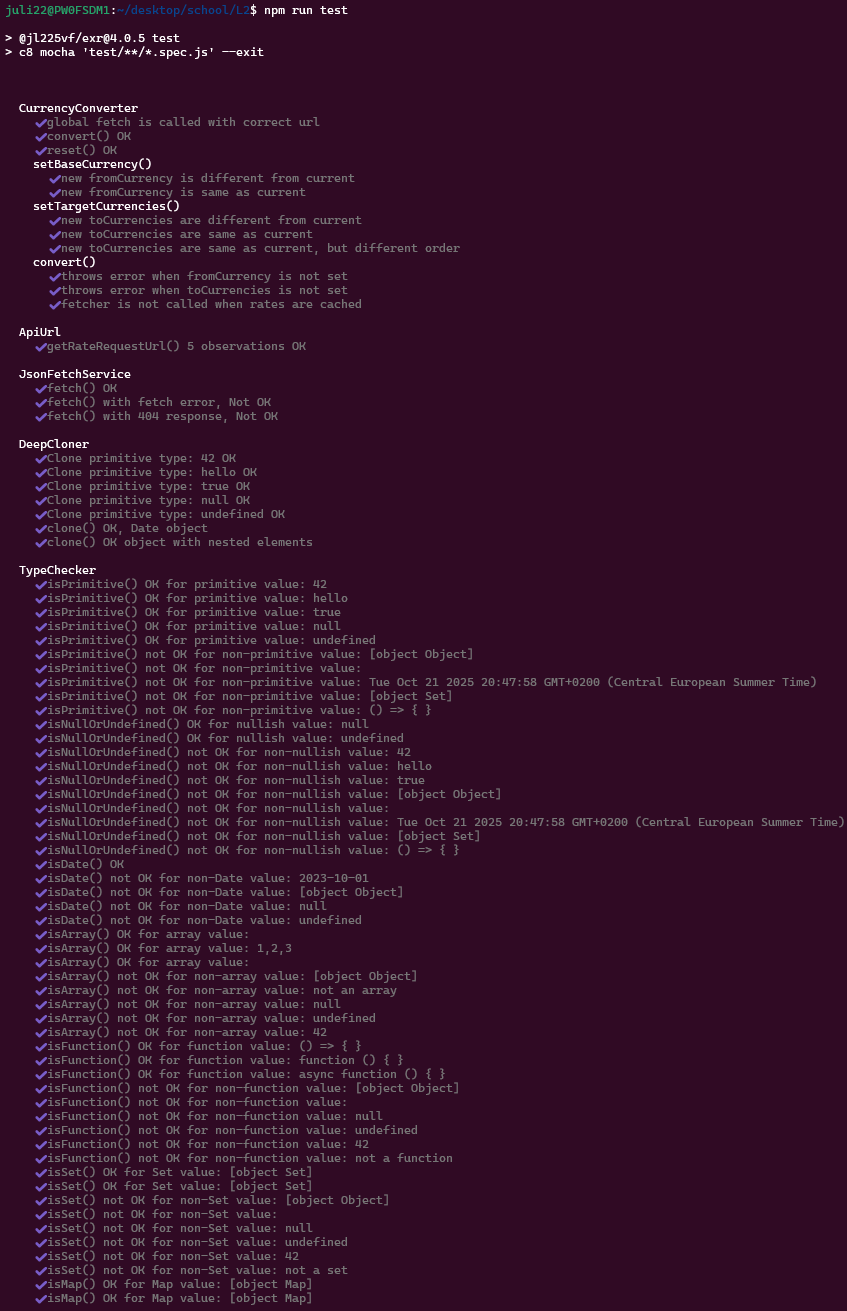 juli22@PW0FSDM1:~/desktop/school/L2$ npm run test
> @jl225vf/exr@4.0.5 test
> c8 mocha 'test/**/*.spec.js' --exit
CurrencyConverter
✔global fetch is called with correct url
✔convert() OK
✔reset() OK
setBaseCurrency()
✔new fromCurrency is different from current
✔new fromCurrency is same as current
setTargetCurrencies()
✔new toCurrencies are different from current
✔new toCurrencies are same as current
✔new toCurrencies are same as current, but different order
convert()
✔throws error when fromCurrency is not set
✔throws error when toCurrencies is not set
✔fetcher is not called when rates are cached
ApiUrl
✔getRateRequestUrl() 5 observations OK
JsonFetchService
✔fetch() OK
✔fetch() with fetch error, Not OK
✔fetch() with 404 response, Not OK
DeepCloner
✔Clone primitive type: 42 OK
✔Clone primitive type: hello OK
✔Clone primitive type: true OK
✔Clone primitive type: null OK
✔Clone primitive type: undefined OK
✔clone() OK, Date object
✔clone() OK object with nested elements
TypeChecker
✔isPrimitive() OK for primitive value: 42
✔isPrimitive() OK for primitive value: hello
✔isPrimitive() OK for primitive value: true
✔isPrimitive() OK for primitive value: null
✔isPrimitive() OK for primitive value: undefined
✔isPrimitive() not OK for non-primitive value: [object Object]
✔isPrimitive() not OK for non-primitive value:
✔isPrimitive() not OK for non-primitive value: Tue Oct 21 2025 20:47:58 GMT+0200 (Central European Summer Time)
✔isPrimitive() not OK for non-primitive value: [object Set]
✔isPrimitive() not OK for non-primitive value: () => { }
✔isNullOrUndefined() OK for nullish value: null
✔isNullOrUndefined() OK for nullish value: undefined
✔isNullOrUndefined() not OK for non-nullish value: 42
✔isNullOrUndefined() not OK for non-nullish value: hello
✔isNullOrUndefined() not OK for non-nullish value: true
✔isNullOrUndefined() not OK for non-nullish value: [object Object]
✔isNullOrUndefined() not OK for non-nullish value:
✔isNullOrUndefined() not OK for non-nullish value: Tue Oct 21 2025 20:47:58 GMT+0200 (Central European Summer Time)
✔isNullOrUndefined() not OK for non-nullish value: [object Set]
✔isNullOrUndefined() not OK for non-nullish value: () => { }
✔isDate() OK
✔isDate() not OK for non-Date value: 2023-10-01
✔isDate() not OK for non-Date value: [object Object]
✔isDate() not OK for non-Date value: null
✔isDate() not OK for non-Date value: undefined
✔isArray() OK for array value:
✔isArray() OK for array value: 1,2,3
✔isArray() OK for array value:
✔isArray() not OK for non-array value: [object Object]
✔isArray() not OK for non-array value: not an array
✔isArray() not OK for non-array value: null
✔isArray() not OK for non-array value: undefined
✔isArray() not OK for non-array value: 42
✔isFunction() OK for function value: () => { }
✔isFunction() OK for function value: function () { }
✔isFunction() OK for function value: async function () { }
✔isFunction() not OK for non-function value: [object Object]
✔isFunction() not OK for non-function value:
✔isFunction() not OK for non-function value: null
✔isFunction() not OK for non-function value: undefined
✔isFunction() not OK for non-function value: 42
✔isFunction() not OK for non-function value: not a function
✔isSet() OK for Set value: [object Set]
✔isSet() OK for Set value: [object Set]
✔isSet() not OK for non-Set value: [object Object]
✔isSet() not OK for non-Set value:
✔isSet() not OK for non-Set value: null
✔isSet() not OK for non-Set value: undefined
✔isSet() not OK for non-Set value: 42
✔isSet() not OK for non-Set value: not a set
✔isMap() OK for Map value: [object Map]
✔isMap() OK for Map value: [object Map]